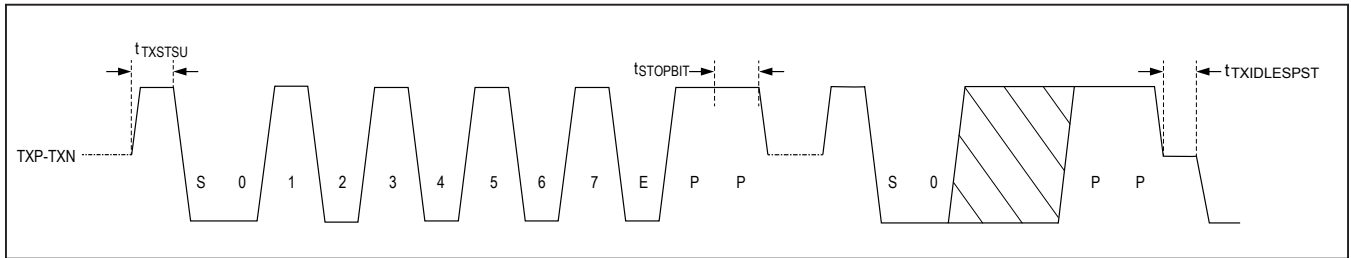 tTXSTSU
tSTOPBIT
tTXIDLESPST
TXP-TXN
S 0 1 2 3 4 5 6 7 E P P S 0 P P